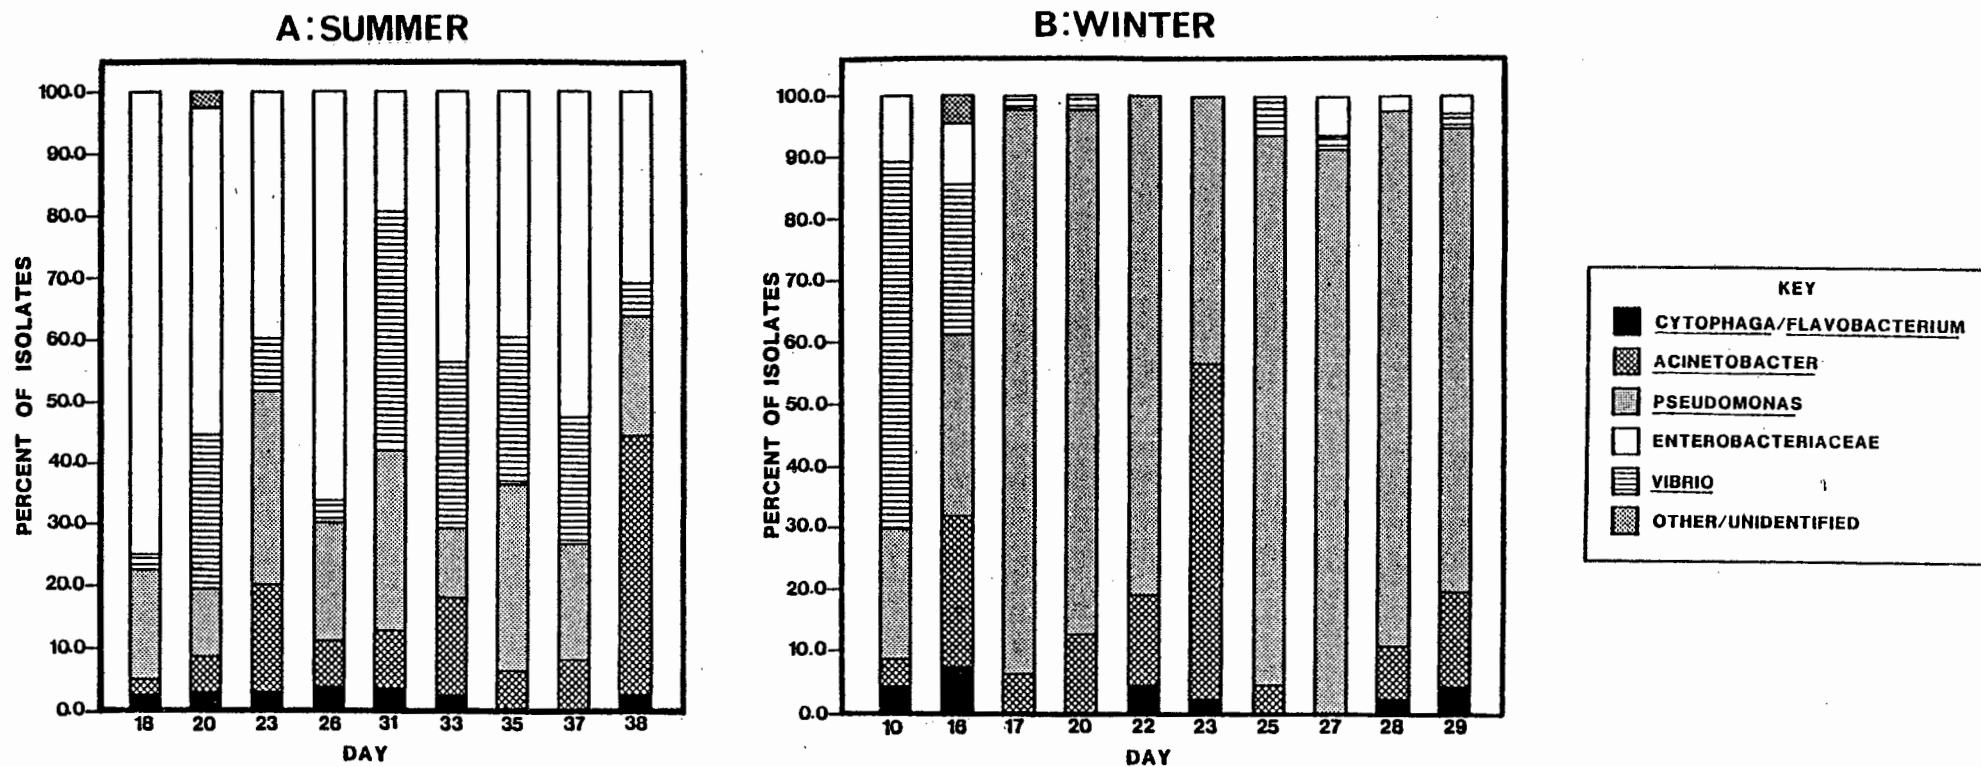 A:SUMMER
PERCENT OF ISOLATES
100.0
90.0
80.0
70.0
60.0
50.0
40.0
30.0
20.0
10.0
0.0
18 20 23 26 31 33 35 37 38
DAY
B:WINTER
PERCENT OF ISOLATES
100.0
90.0
80.0
70.0
60.0
50.0
40.0
30.0
20.0
10.0
0.0
10 16 17 20 22 23 25 27 28 29
DAY
KEY
CYTOPHAGA/FLAVOBACTERIUM
ACINETOBACTER
PSEUDOMONAS
ENTEROBACTERIACEAE
VIBRIO
OTHER/UNIDENTIFIED